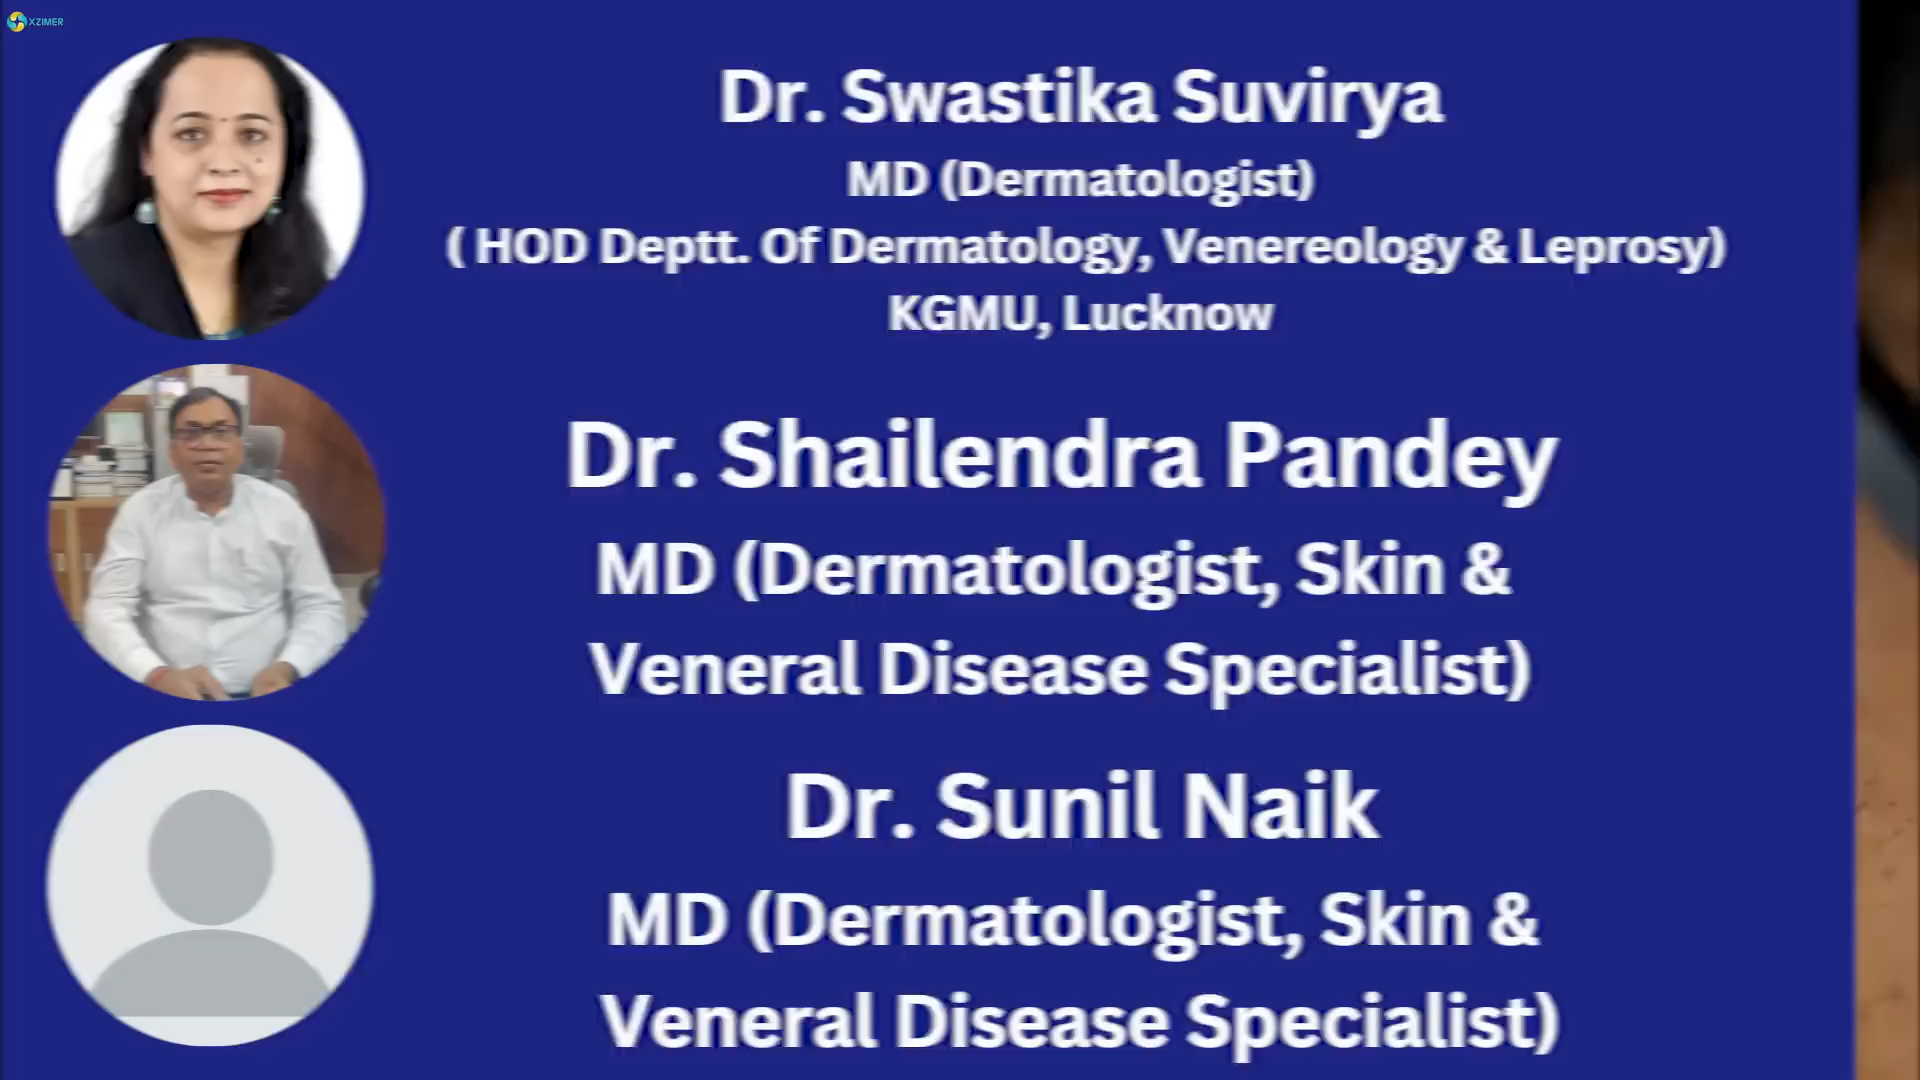 XZIMER
Dr. Swastika Suvirya
MD (Dermatologist)
( HOD Deptt. Of Dermatology, Venereology & Leprosy)
KGMU, Lucknow
Dr. Shailendra Pandey
MD (Dermatologist, Skin &
Veneral Disease Specialist)
Dr. Sunil Naik
MD (Dermatologist, Skin &
Veneral Disease Specialist)